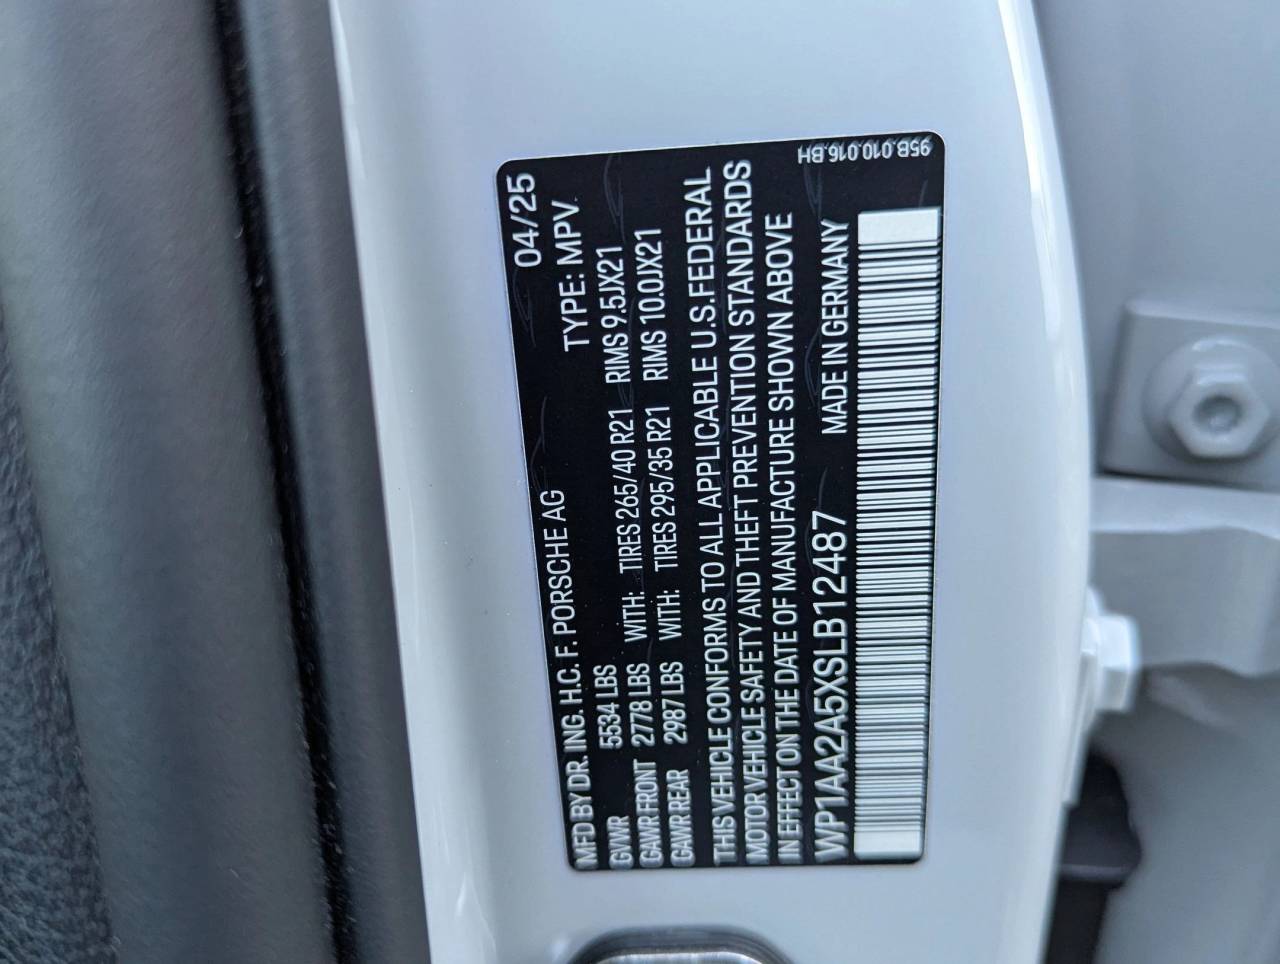 04/25
MFD BY DR. ING. H.C. F. PORSCHE AG TYPE: MPV
GVWR 5534 LBS
GAWR FRONT 2778 LBS WITH: TIRES 265/40 R21 RIMS 9.5JX21
GAWR REAR 2987 LBS WITH: TIRES 295/35 R21 RIMS 10.0JX21
THIS VEHICLE CONFORMS TO ALL APPLICABLE U.S.FEDERAL
MOTOR VEHICLE SAFETY AND THEFT PREVENTION STANDARDS
IN EFFECT ON THE DATE OF MANUFACTURE SHOWN ABOVE
WP1AA2A5XSLB12487 MADE IN GERMANY
95B.010.016.BH